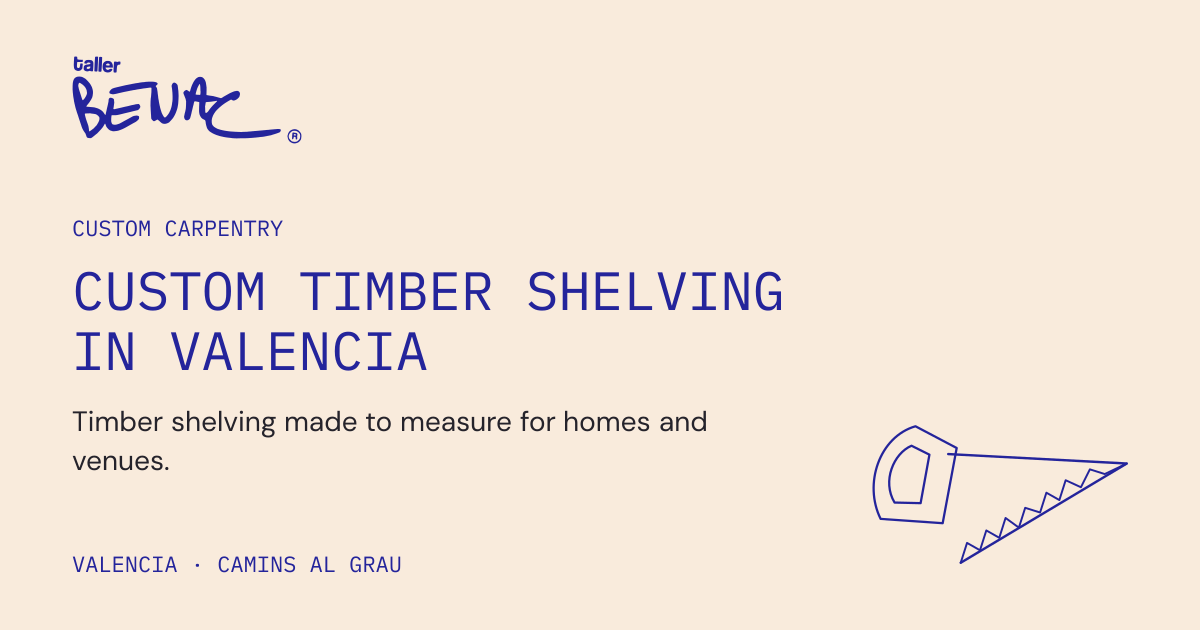 taller
BENAC ®
CUSTOM CARPENTRY
CUSTOM TIMBER SHELVING
IN VALENCIA
Timber shelving made to measure for homes and
venues.
VALENCIA · CAMINS AL GRAU